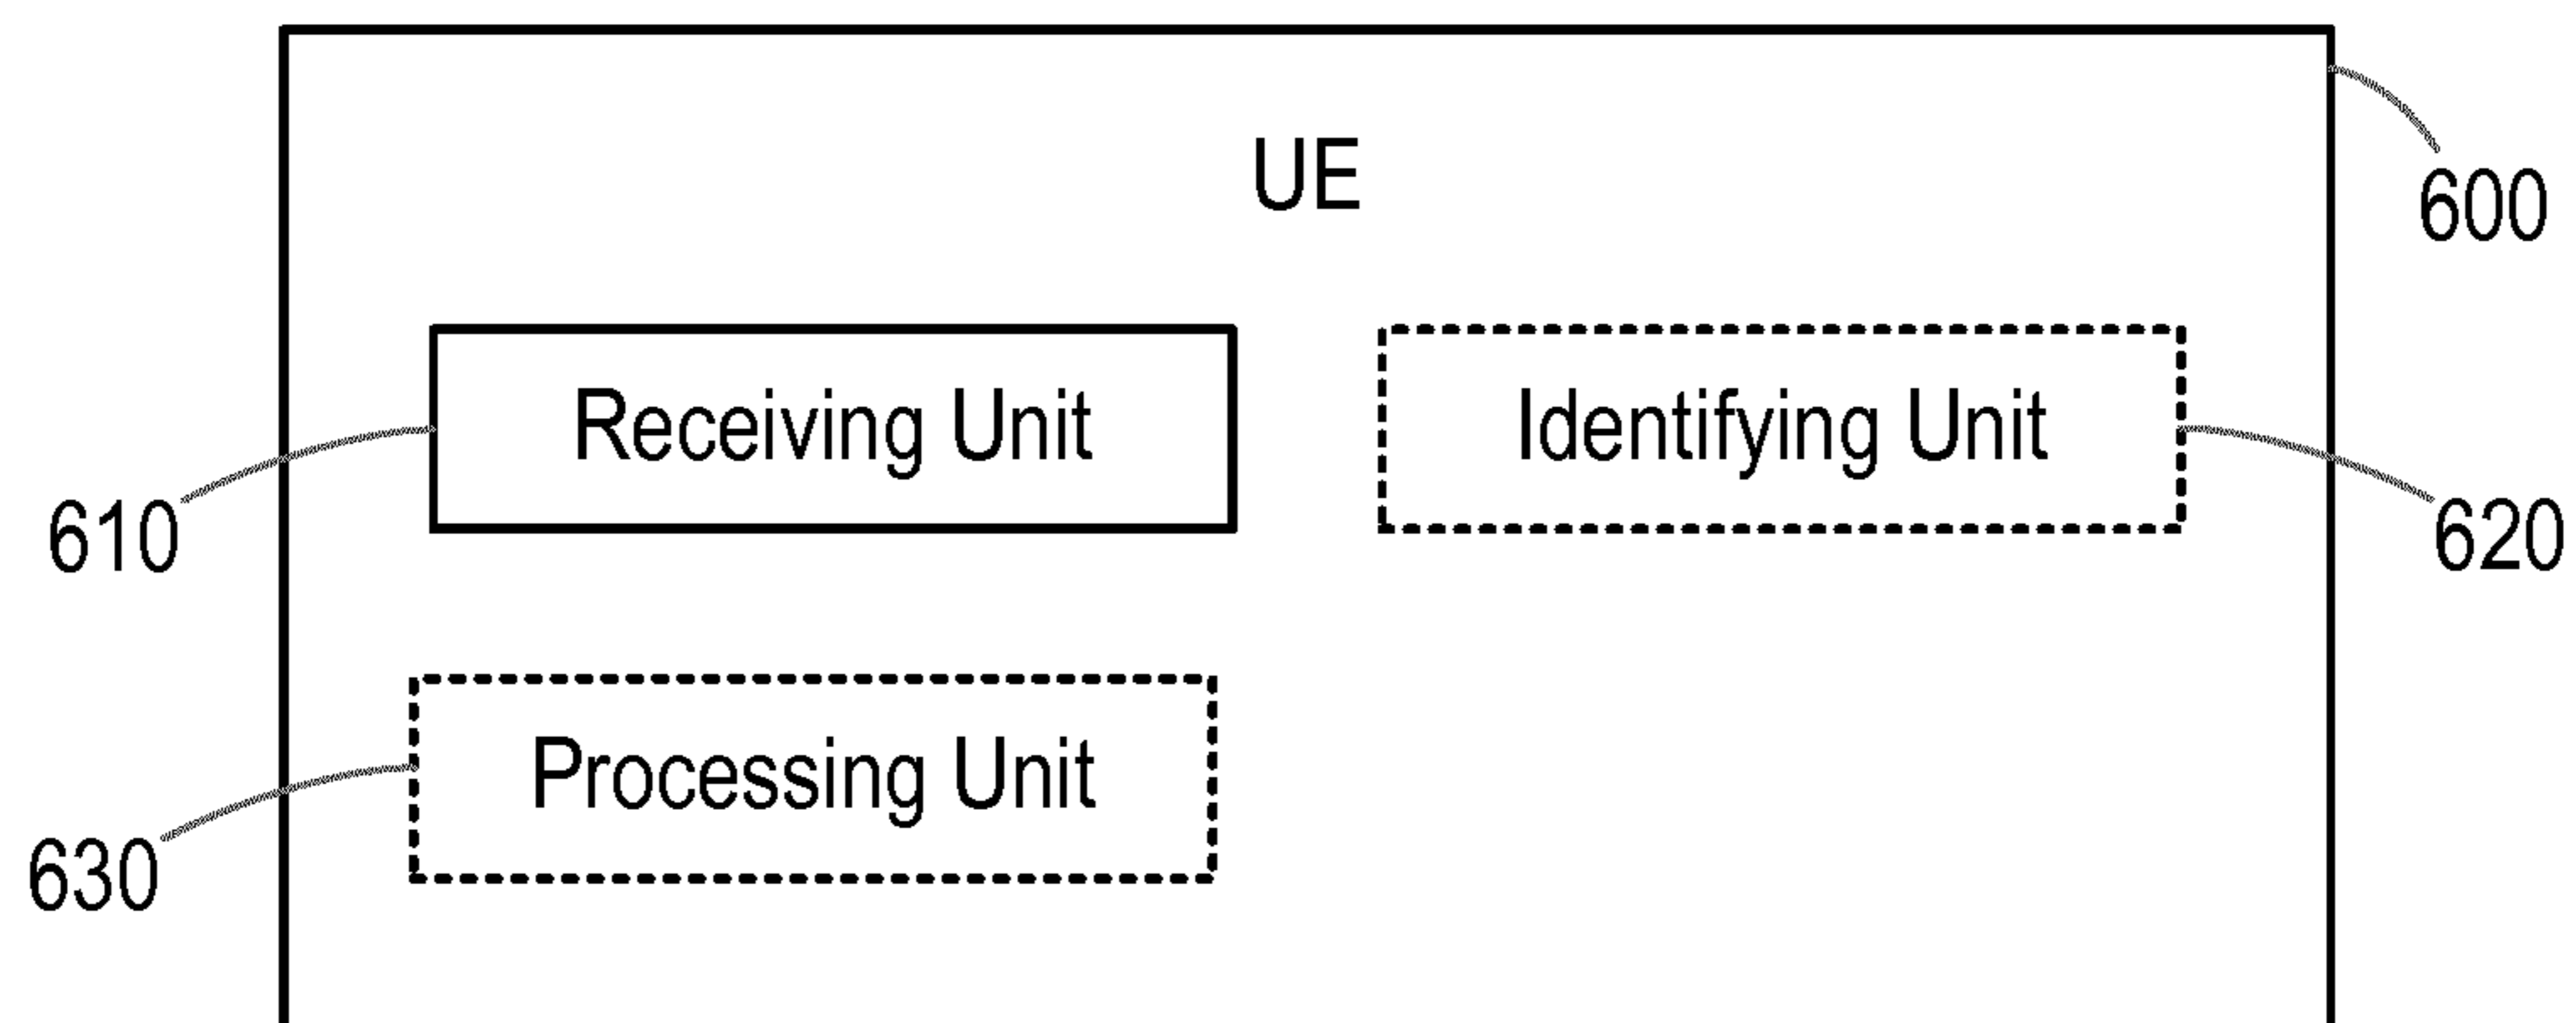 UE
600
Receiving Unit
Identifying Unit
610
620
Processing Unit
630